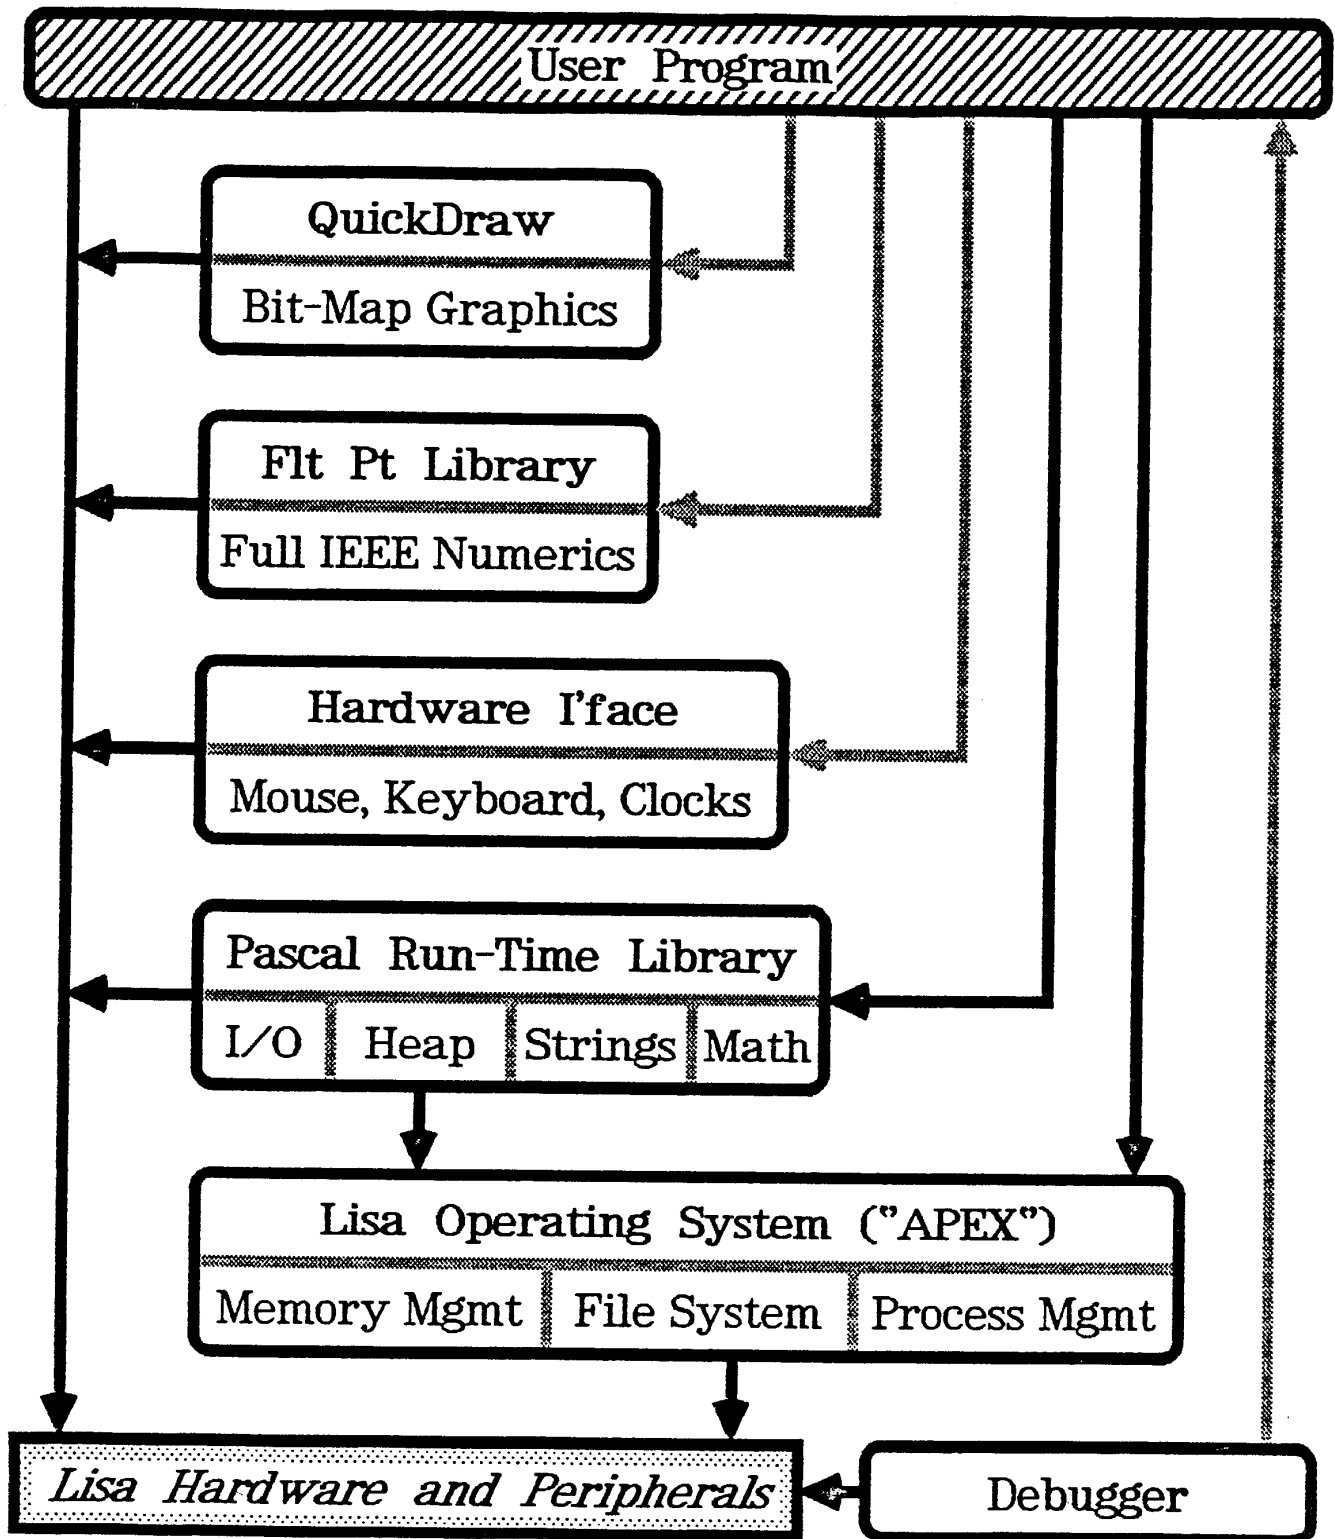 User Program
QuickDraw
Bit-Map Graphics
Flt Pt Library
Full IEEE Numerics
Hardware I'face
Mouse, Keyboard, Clocks
Pascal Run-Time Library
I/O Heap Strings Math
Lisa Operating System ("APEX")
Memory Mgmt File System Process Mgmt
Lisa Hardware and Peripherals
Debugger